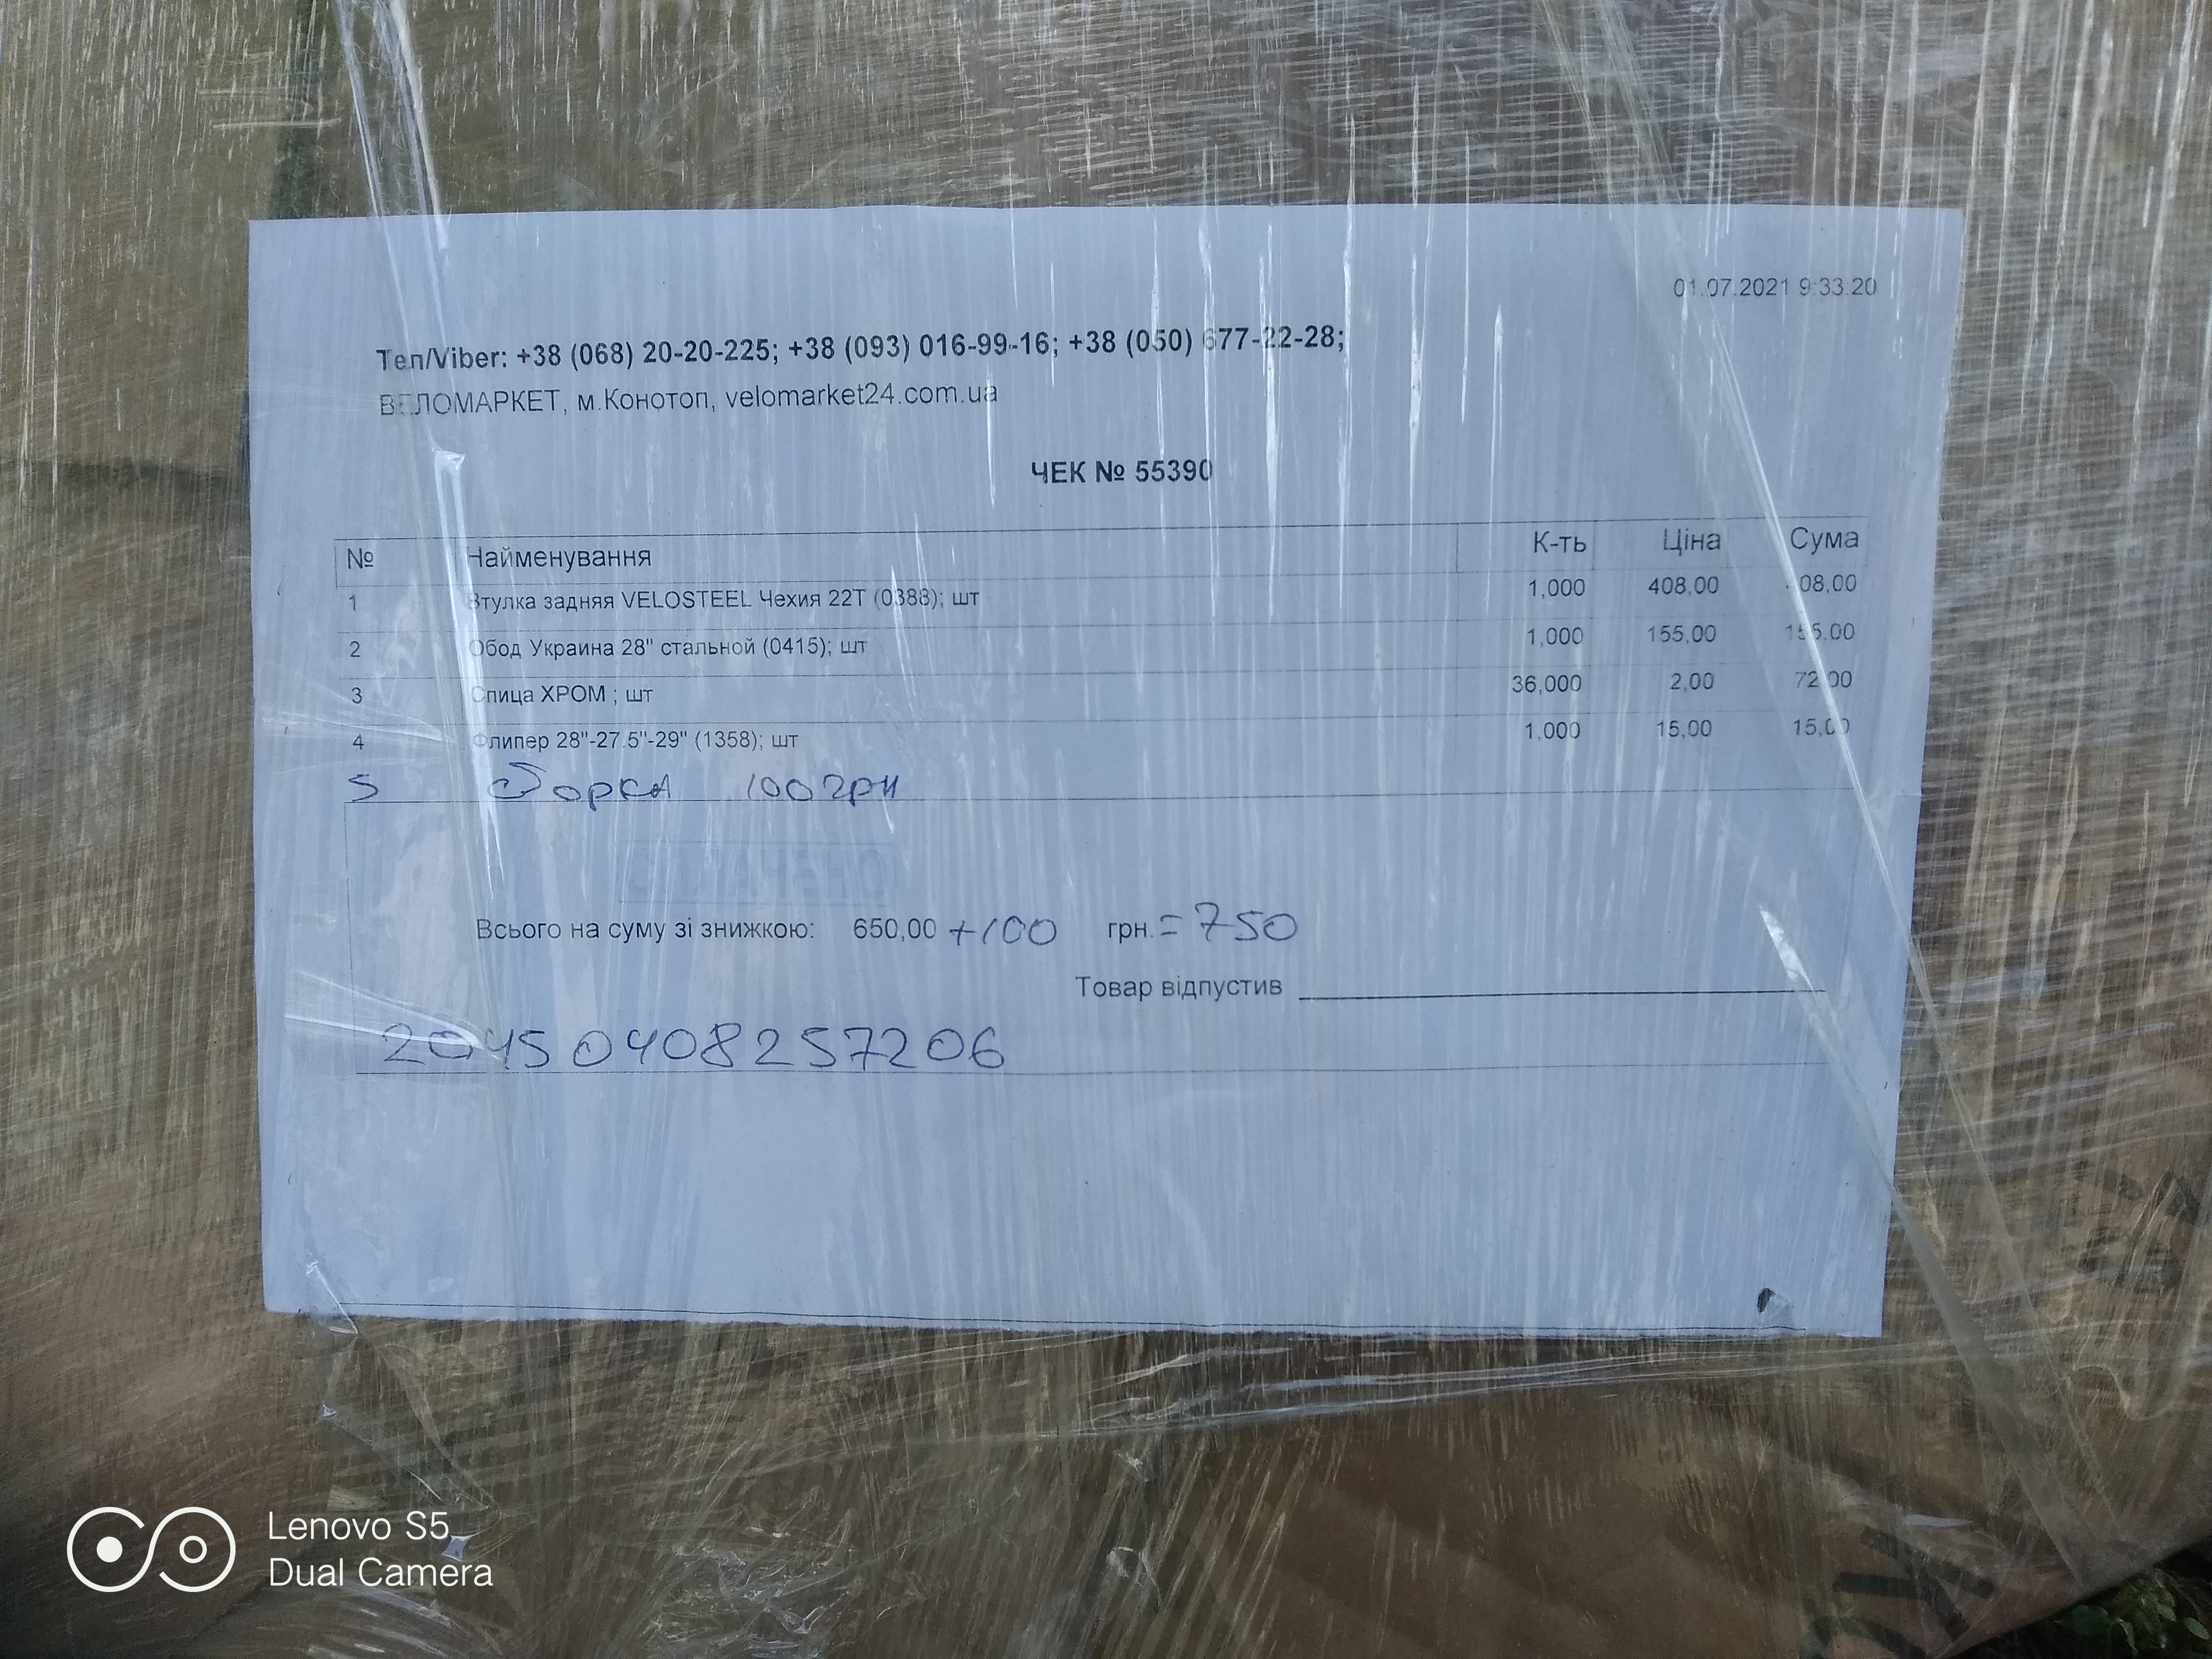 01.07.2021 9:33:20
Тел/Viber: +38 (068) 20-20-225; +38 (093) 016-99-16; +38 (050) 677-22-28;
ВЕЛОМАРКЕТ, м.Конотоп, velomarket24.com.ua
ЧЕК № 55390
№ Найменування К-ть Ціна Сума
1 Втулка задняя VELOSTEEL Чехия 22Т (0388); шт 1,000 408,00 408,00
2 Обод Украина 28" стальной (0415); шт 1,000 155,00 155,00
3 Спица ХРОМ ; шт 36,000 2,00 72,00
4 Флипер 28"-27.5"-29" (1358); шт 1,000 15,00 15,00
5 сборка 100 грн
Всього на суму зі знижкою: 650,00 +100 грн. = 750
Товар відпустив
20450408257206
Lenovo S5
Dual Camera